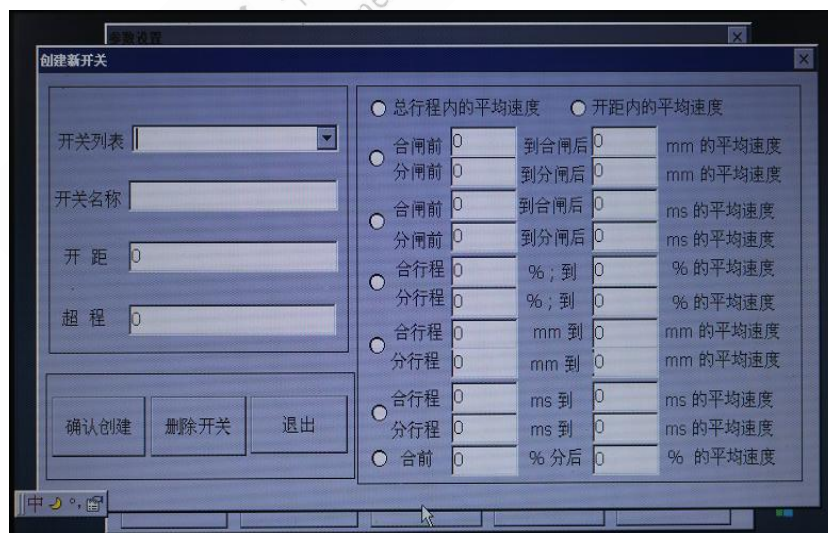 参数设置
创建新开关
开关列表
开关名称
开 距 0
超 程 0
确认创建 删除开关 退出
总行程内的平均速度 开距内的平均速度
合闸前 0 到合闸后 0 mm 的平均速度
分闸前 0 到分闸后 0 mm 的平均速度
合闸前 0 到合闸后 0 ms 的平均速度
分闸前 0 到分闸后 0 ms 的平均速度
合行程 0 % ; 到 0 % 的平均速度
分行程 0 % ; 到 0 % 的平均速度
合行程 0 mm 到 0 mm 的平均速度
分行程 0 mm 到 0 mm 的平均速度
合行程 0 ms 到 0 ms 的平均速度
分行程 0 ms 到 0 ms 的平均速度
合前 0 % 分后 0 % 的平均速度
中